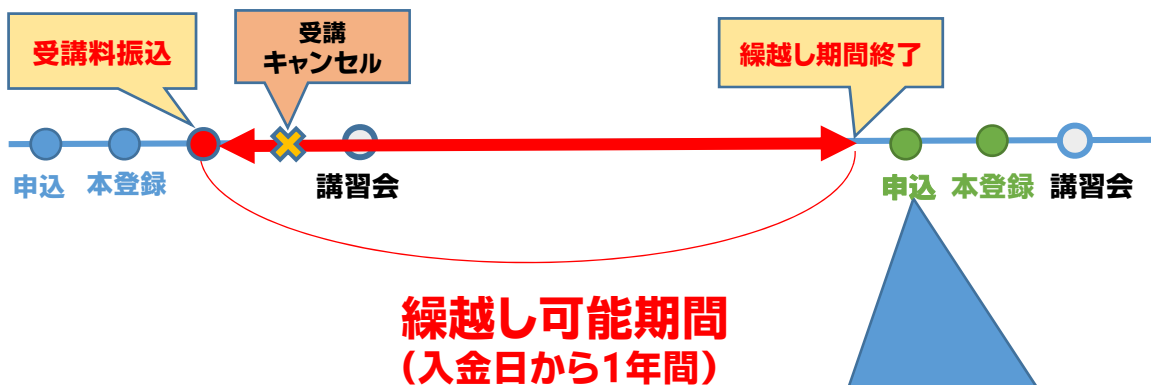 受講料振込
受講
キャンセル
繰越し期間終了
申込
本登録
講習会
申込
本登録
講習会
繰越し可能期間
（入金日から1年間）